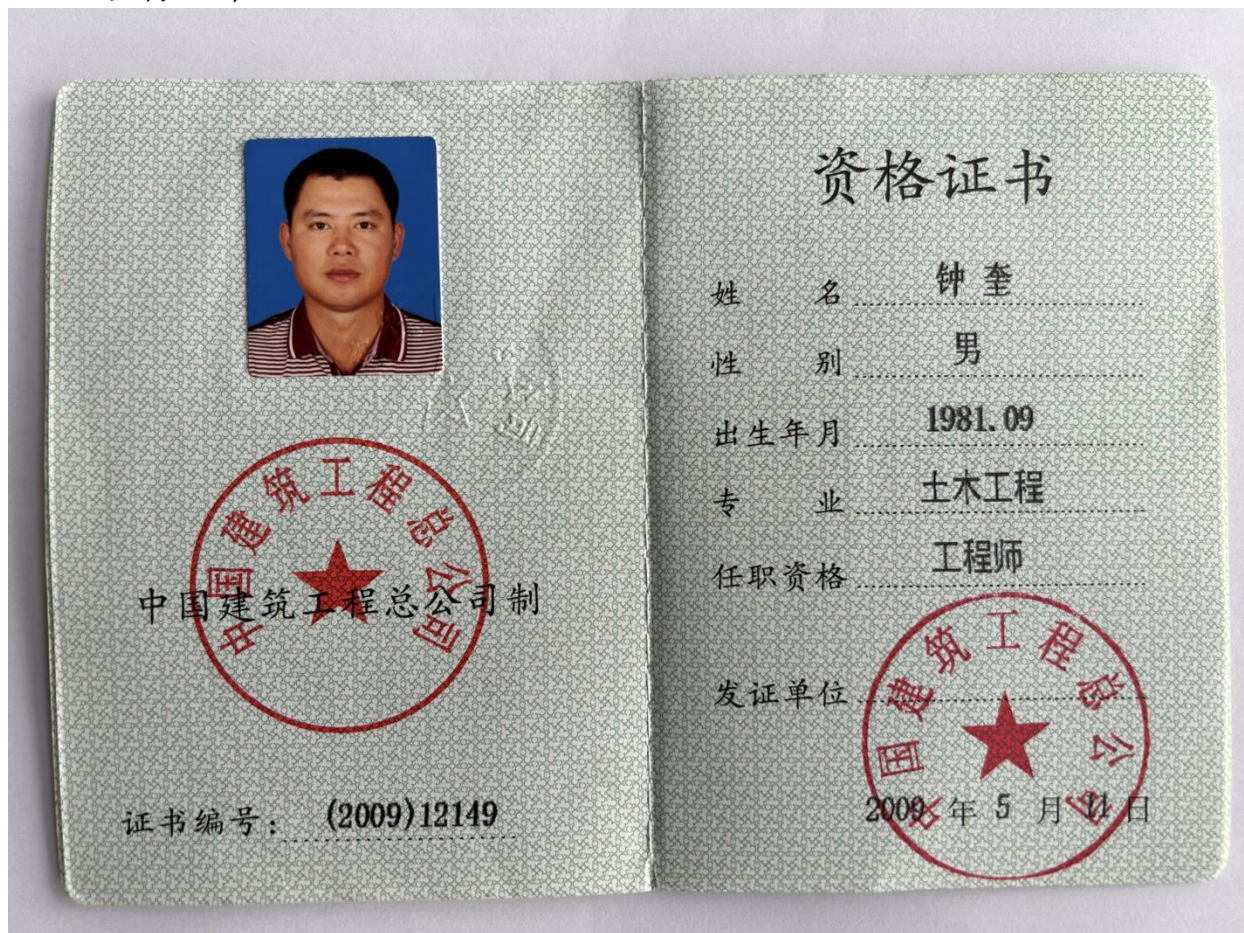 中国建筑工程总公司
中国建筑工程总公司制
证书编号： (2009)12149
资格证书
姓名 钟奎
性别 男
出生年月 1981.09
专业 土木工程
任职资格 工程师
发证单位
中国建筑工程总公司
2009 年 5 月 11 日